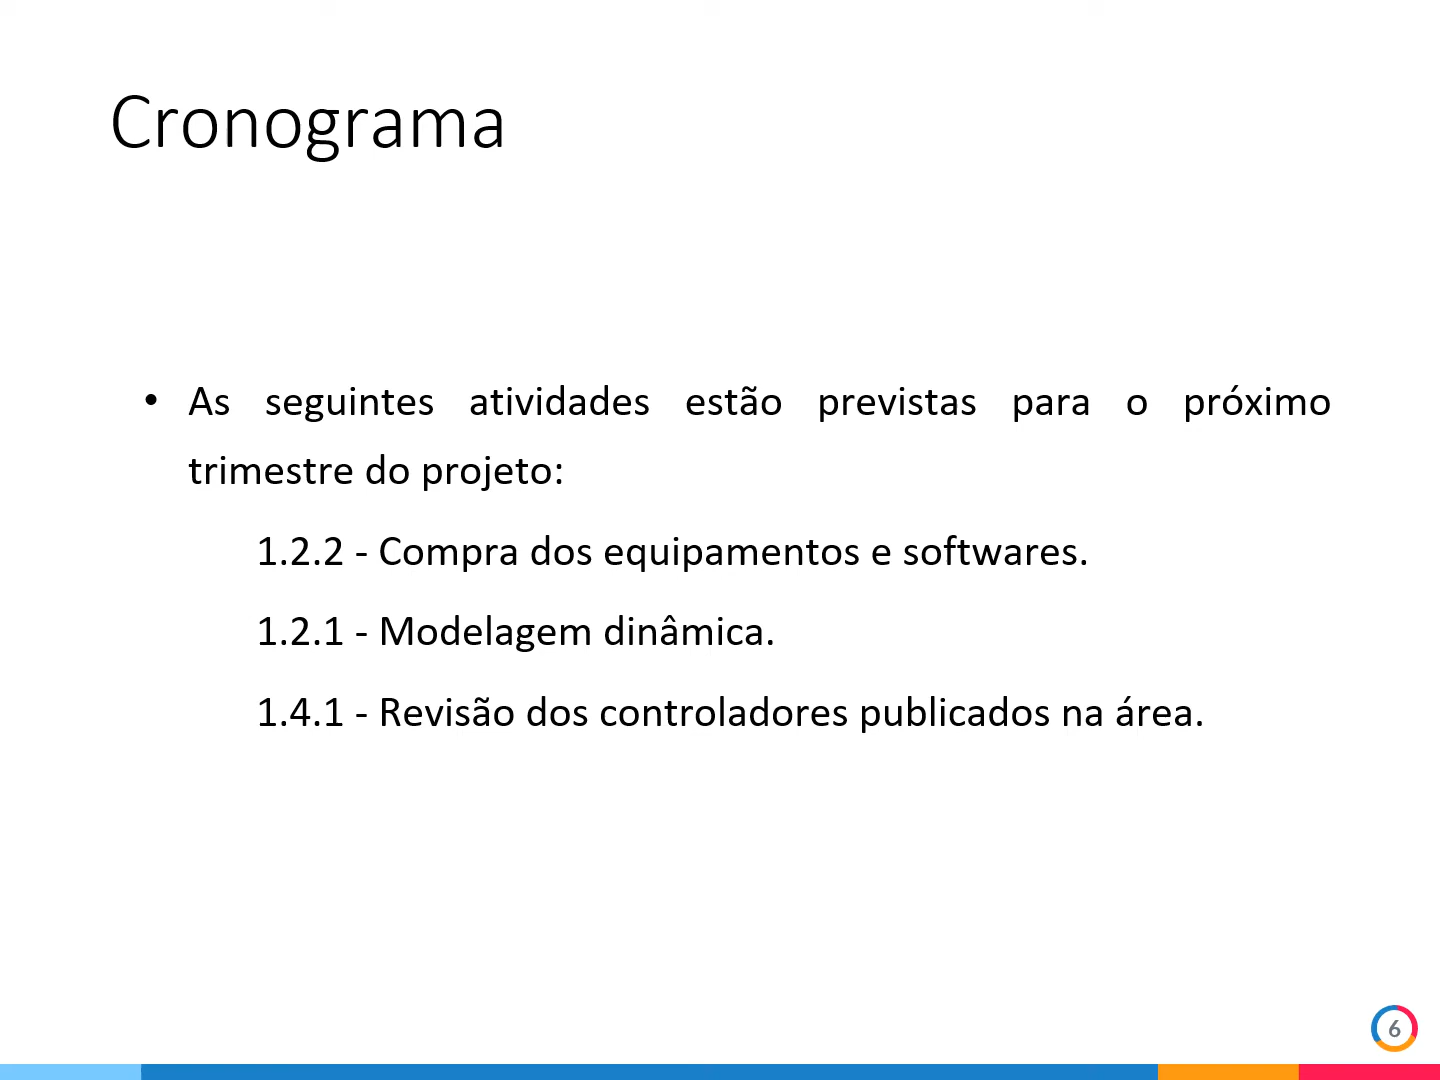 Cronograma
• As seguintes atividades estão previstas para o próximo
trimestre do projeto:
1.2.2 - Compra dos equipamentos e softwares.
1.2.1 - Modelagem dinâmica.
1.4.1 - Revisão dos controladores publicados na área.
6